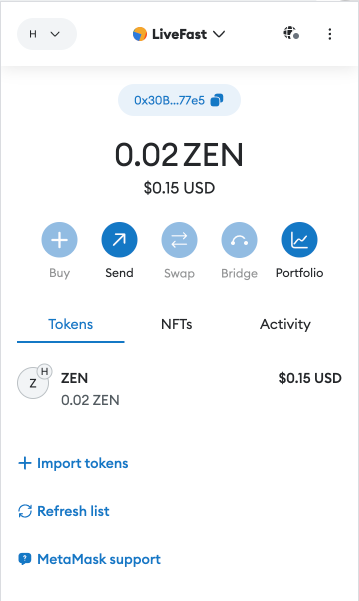 H LiveFast
0x30B...77e5
0.02 ZEN
$0.15 USD
Buy Send Swap Bridge Portfolio
Tokens NFTs Activity
Z H ZEN $0.15 USD
0.02 ZEN
Import tokens
Refresh list
MetaMask support